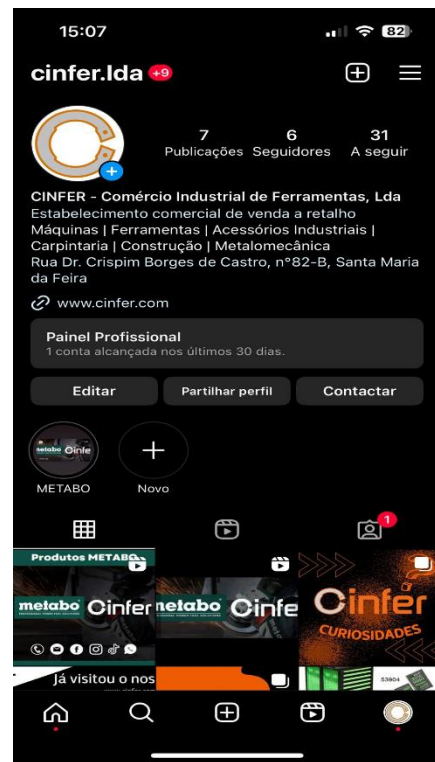 15:07
82
cinfer.lda +9
7 6 31
Publicações Seguidores A seguir
CINFER - Comércio Industrial de Ferramentas, Lda
Estabelecimento comercial de venda a retalho
Máquinas | Ferramentas | Acessórios Industriais |
Carpintaria | Construção | Metalomecânica
Rua Dr. Crispim Borges de Castro, nº82-B, Santa Maria
da Feira
www.cinfer.com
Painel Profissional
1 conta alcançada nos últimos 30 dias.
Editar Partilhar perfil Contactar
metabo Cinfe
METABO Novo
1
Produtos METABO
metabo Cinfer
metabo Cinfe
Cinfer
CURIOSIDADES
Já visitou o nos
53604